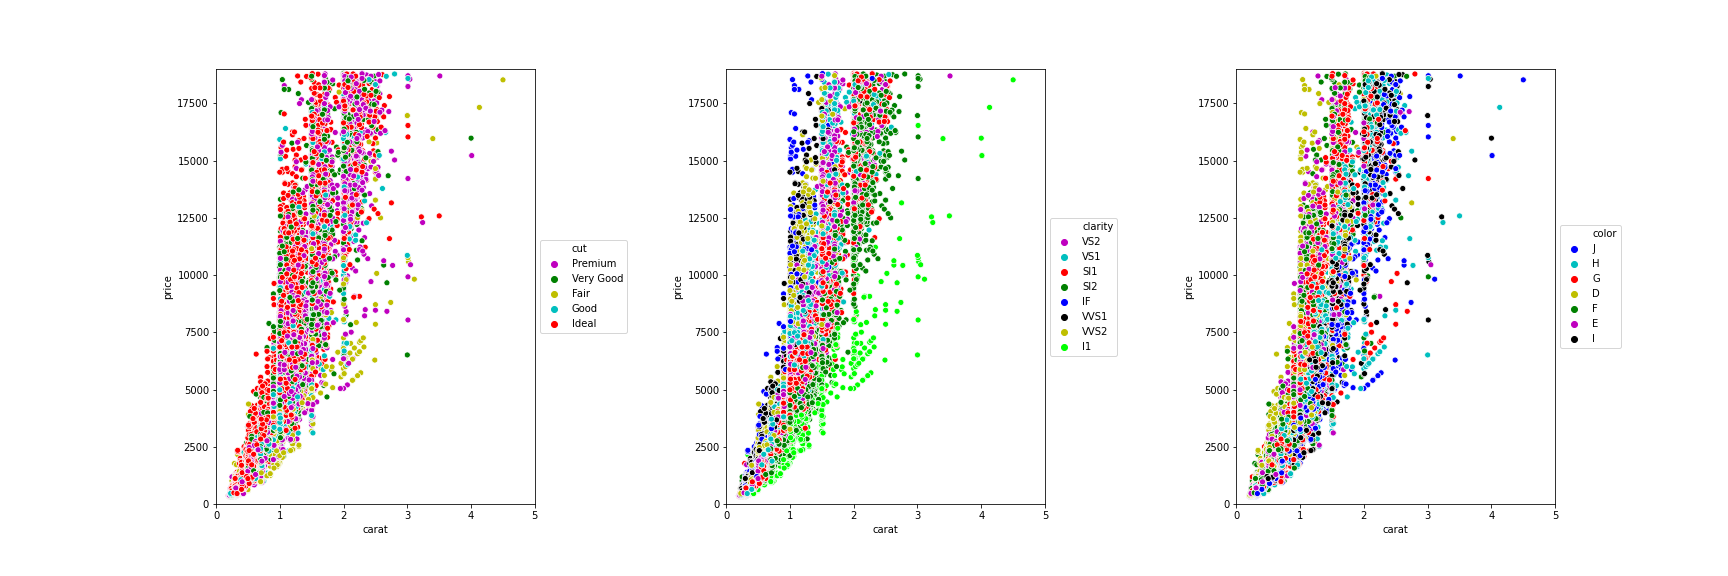 17500
15000
12500
10000
7500
5000
2500
0
price
0 1 2 3 4 5
carat
cut
Premium
Very Good
Fair
Good
Ideal
17500
15000
12500
10000
7500
5000
2500
0
price
0 1 2 3 4 5
carat
clarity
VS2
VS1
SI1
SI2
IF
VVS1
VVS2
I1
17500
15000
12500
10000
7500
5000
2500
0
price
0 1 2 3 4 5
carat
color
J
H
G
D
F
E
I